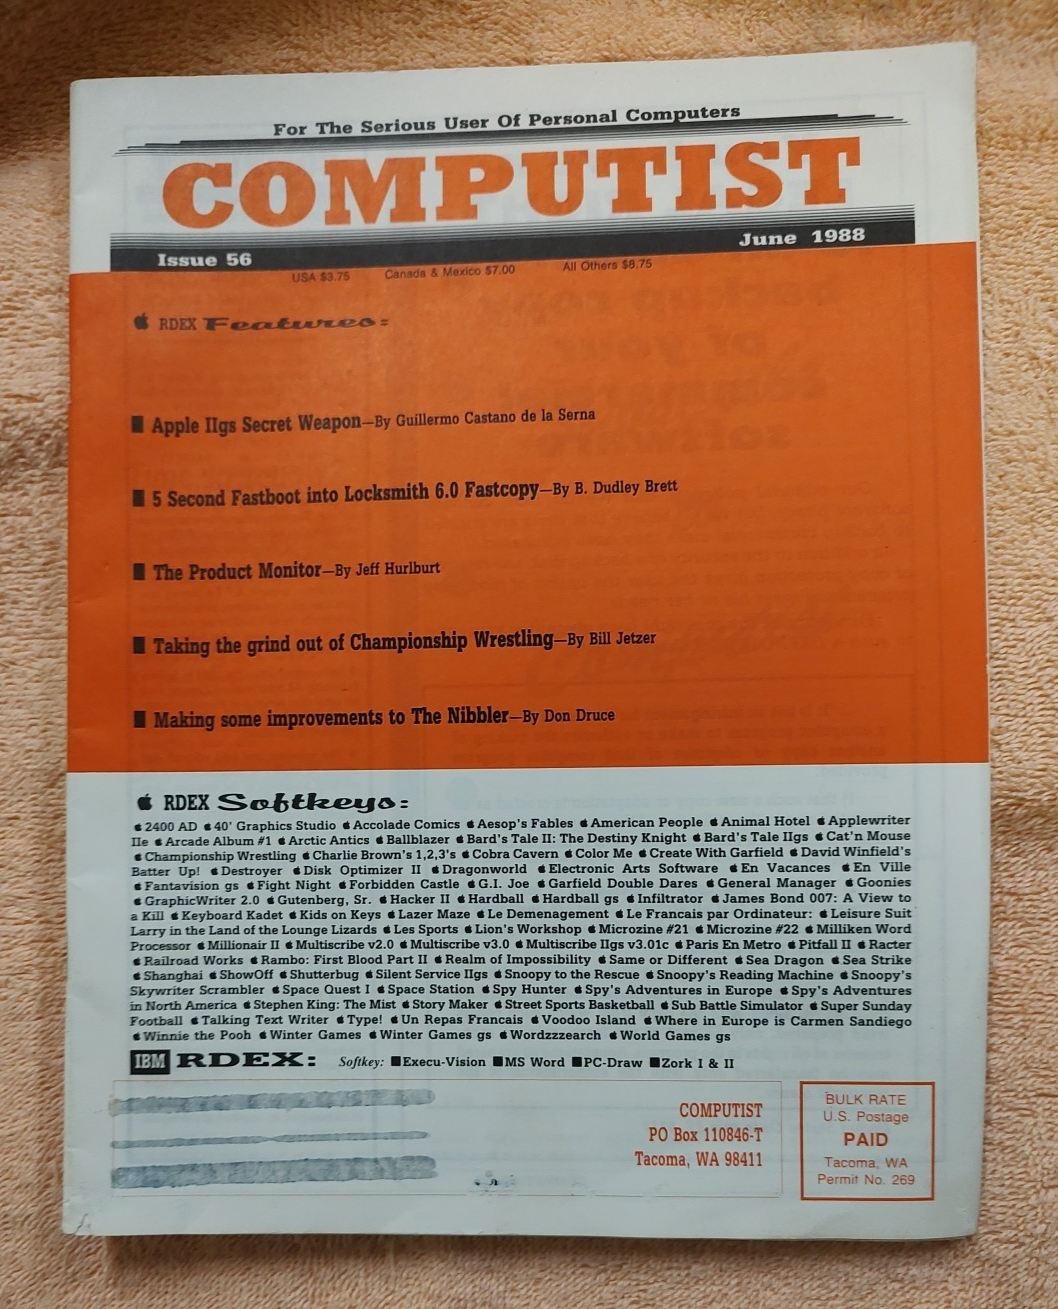 For The Serious User Of Personal Computers
COMPUTIST
Issue 56
June 1988
USA $3.75 Canada & Mexico $7.00 All Others $8.75
RDEX Features:
Apple IIgs Secret Weapon—By Guillermo Castano de la Serna
5 Second Fastboot into Locksmith 6.0 Fastcopy—By B. Dudley Brett
The Product Monitor—By Jeff Hurlburt
Taking the grind out of Championship Wrestling—By Bill Jetzer
Making some improvements to The Nibbler—By Don Druce
RDEX Softkeys:
2400 AD 40' Graphics Studio Accolade Comics Aesop's Fables American People Animal Hotel Applewriter
IIe Arcade Album #1 Arctic Antics Ballblazer Bard's Tale II: The Destiny Knight Bard's Tale IIgs Cat'n Mouse
Championship Wrestling Charlie Brown's 1,2,3's Cobra Cavern Color Me Create With Garfield David Winfield's
Batter Up! Destroyer Disk Optimizer II Dragonworld Electronic Arts Software En Vacances En Ville
Fantavision gs Fight Night Forbidden Castle G.I. Joe Garfield Double Dares General Manager Goonies
GraphicWriter 2.0 Gutenberg, Sr. Hacker II Hardball Hardball gs Infiltrator James Bond 007: A View to
a Kill Keyboard Kadet Kids on Keys Lazer Maze Le Demenagement Le Francais par Ordinateur: Leisure Suit
Larry in the Land of the Lounge Lizards Les Sports Lion's Workshop Microzine #21 Microzine #22 Milliken Word
Processor Millionair II Multiscribe v2.0 Multiscribe v3.0 Multiscribe IIgs v3.01c Paris En Metro Pitfall II Racter
Railroad Works Rambo: First Blood Part II Realm of Impossibility Same or Different Sea Dragon Sea Strike
Shanghai ShowOff Shutterbug Silent Service IIgs Snoopy to the Rescue Snoopy's Reading Machine Snoopy's
Skywriter Scrambler Space Quest I Space Station Spy Hunter Spy's Adventures in Europe Spy's Adventures
in North America Stephen King: The Mist Story Maker Street Sports Basketball Sub Battle Simulator Super Sunday
Football Talking Text Writer Type! Un Repas Francais Voodoo Island Where in Europe is Carmen Sandiego
Winnie the Pooh Winter Games Winter Games gs Wordzzzearch World Games gs
IBM RDEX: Softkey: Execu-Vision MS Word PC-Draw Zork I & II
COMPUTIST
PO Box 110846-T
Tacoma, WA 98411
BULK RATE
U.S. Postage
PAID
Tacoma, WA
Permit No. 269